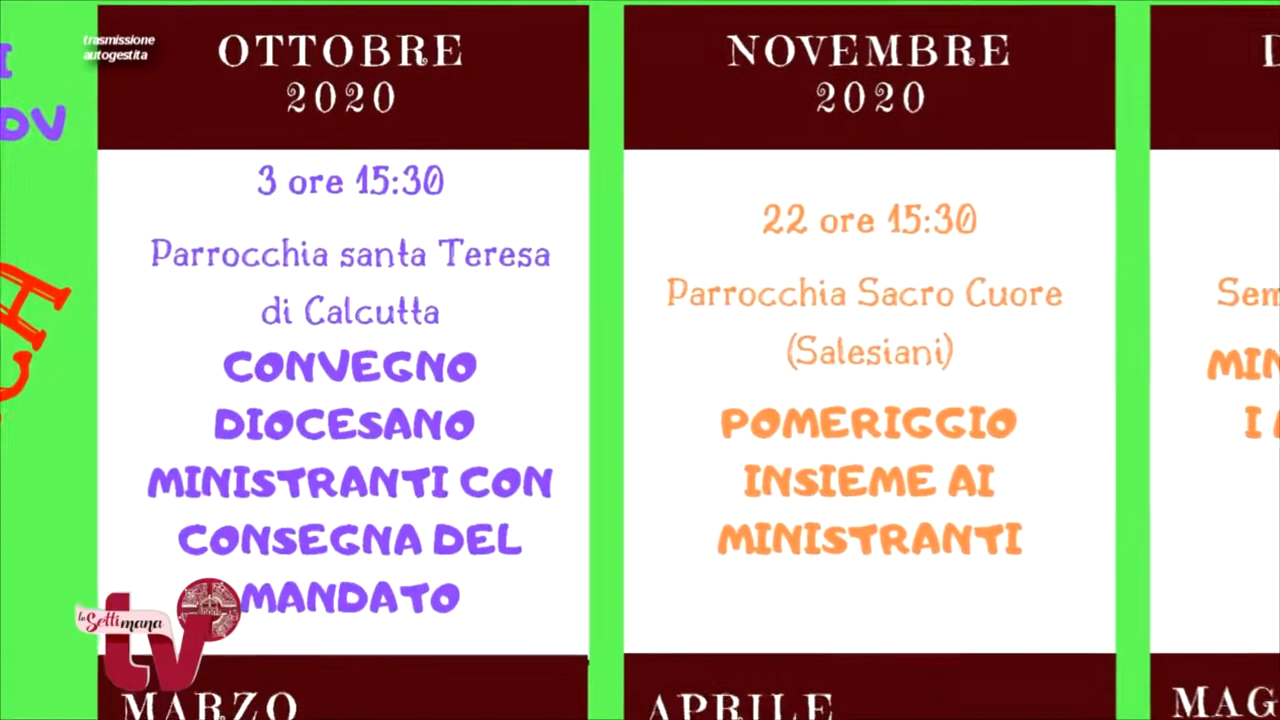 trasmissione
autogestita
OTTOBRE
2020
3 ore 15:30
Parrocchia santa Teresa
di Calcutta
CONVEGNO
DIOCESANO
MINISTRANTI CON
CONSEGNA DEL
MANDATO
NOVEMBRE
2020
22 ore 15:30
Parrocchia Sacro Cuore
(Salesiani)
POMERIGGIO
INSIEME AI
MINISTRANTI
la Settimana
tv
MARZO
APRILE